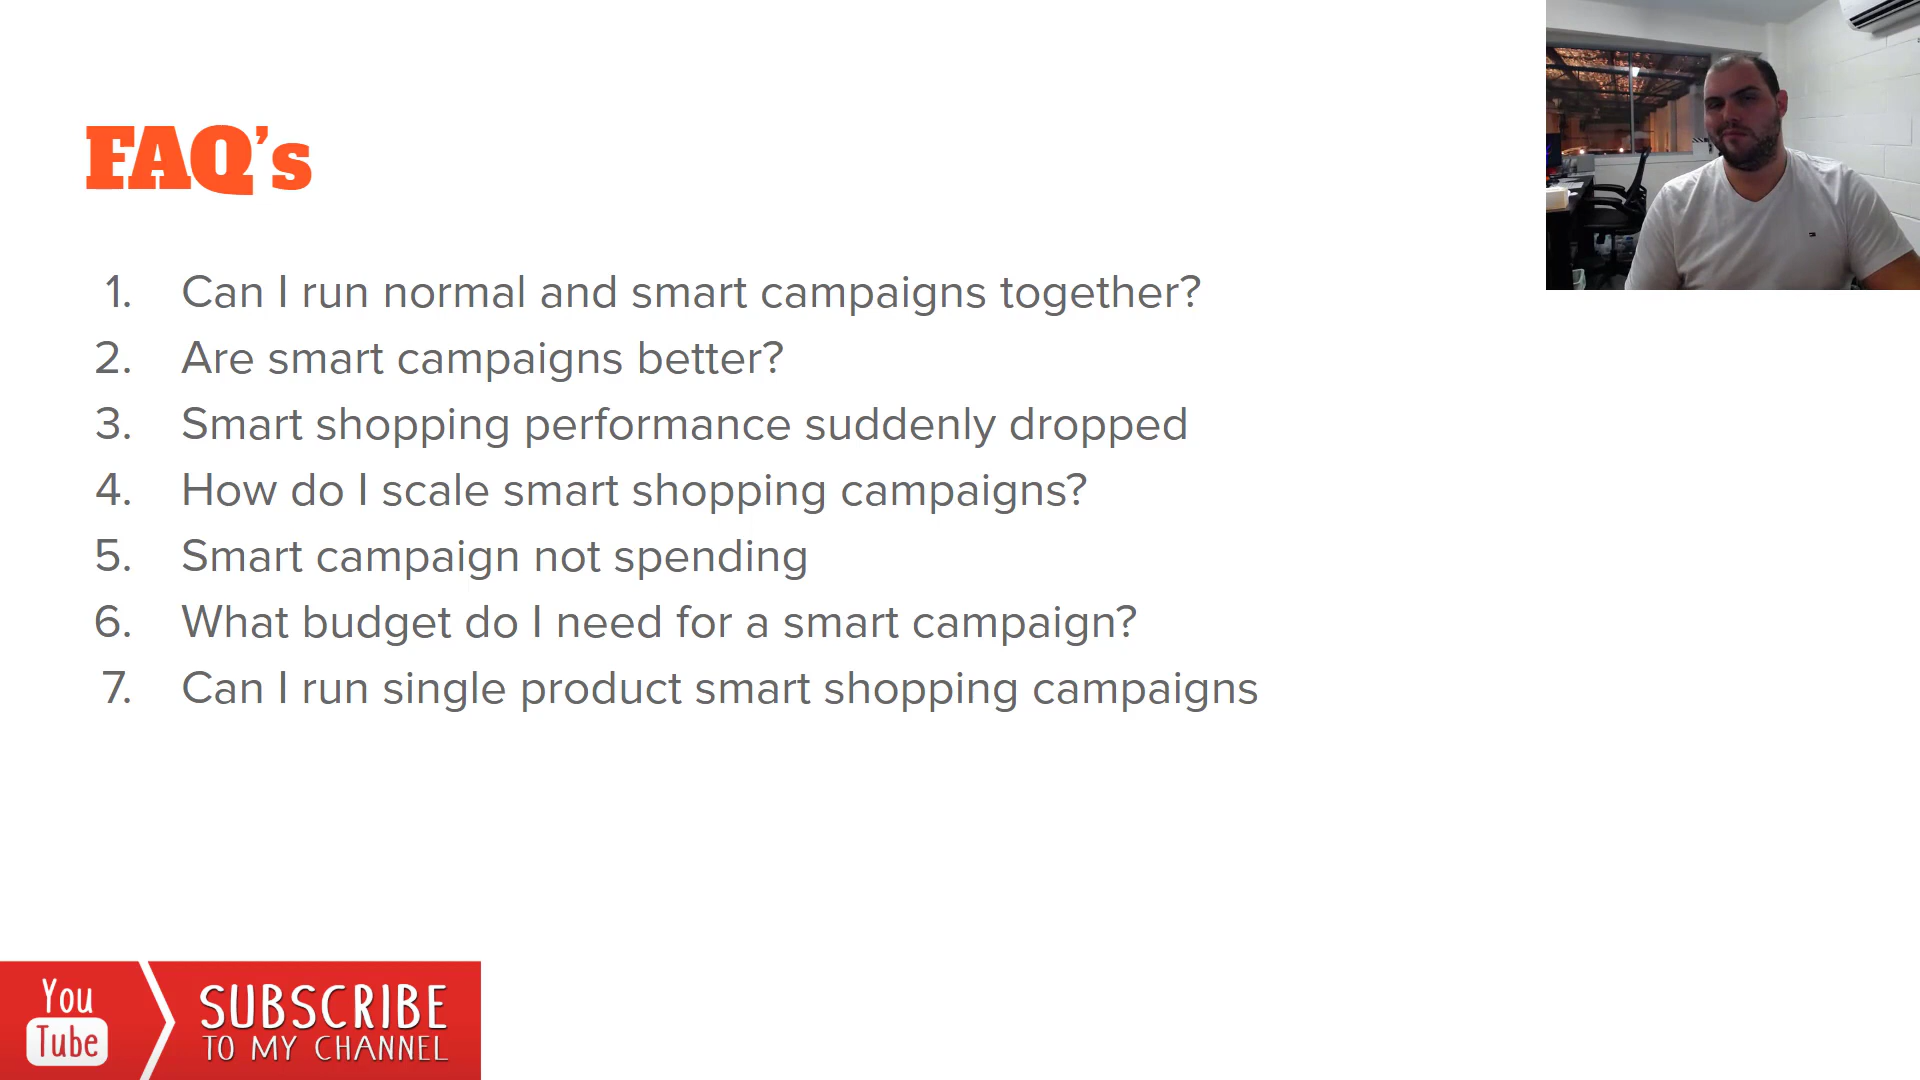 FAQ’s
1. Can I run normal and smart campaigns together?
2. Are smart campaigns better?
3. Smart shopping performance suddenly dropped
4. How do I scale smart shopping campaigns?
5. Smart campaign not spending
6. What budget do I need for a smart campaign?
7. Can I run single product smart shopping campaigns
You
Tube
SUBSCRIBE
TO MY CHANNEL